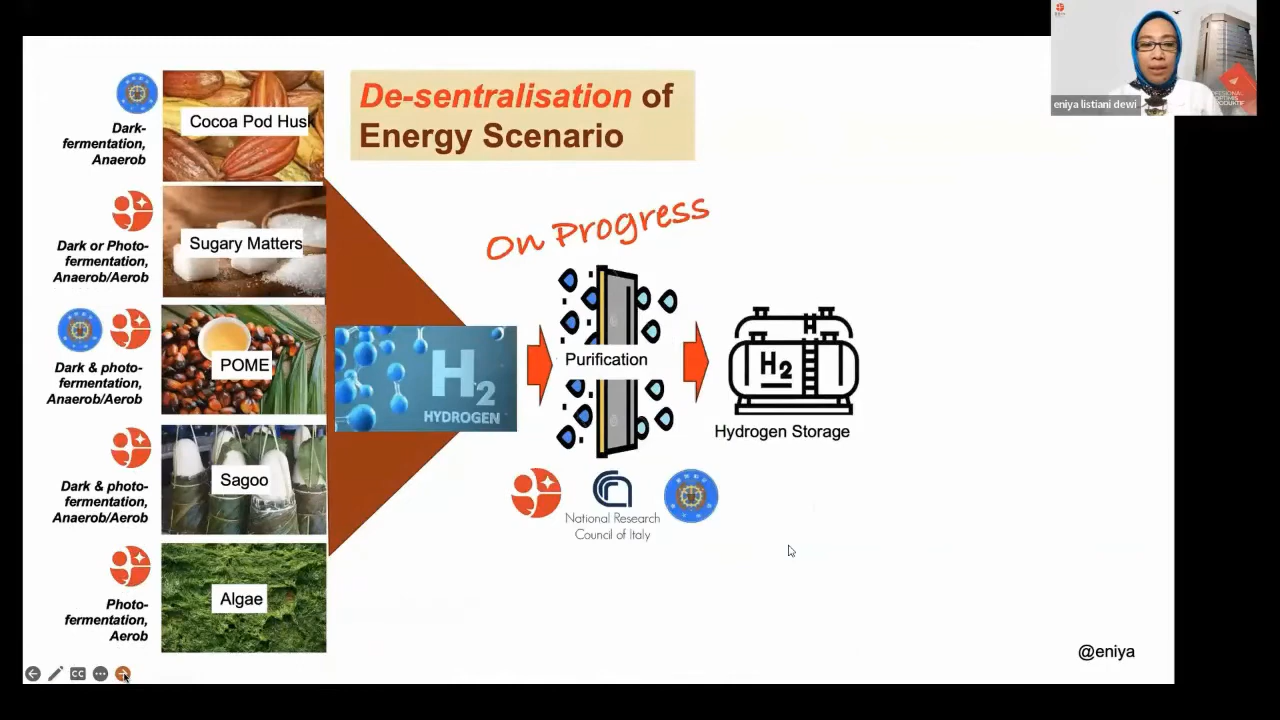 De-sentralisation of
Energy Scenario
Dark-
fermentation,
Anaerob
Cocoa Pod Husk
Dark or Photo-
fermentation,
Anaerob/Aerob
Sugary Matters
Dark & photo-
fermentation,
Anaerob/Aerob
POME
Dark & photo-
fermentation,
Anaerob/Aerob
Sagoo
Photo-
fermentation,
Aerob
Algae
H2
HYDROGEN
On Progress
Purification
H2
H
Hydrogen Storage
National Research
Council of Italy
@eniya
CC
eniya listiani dewi